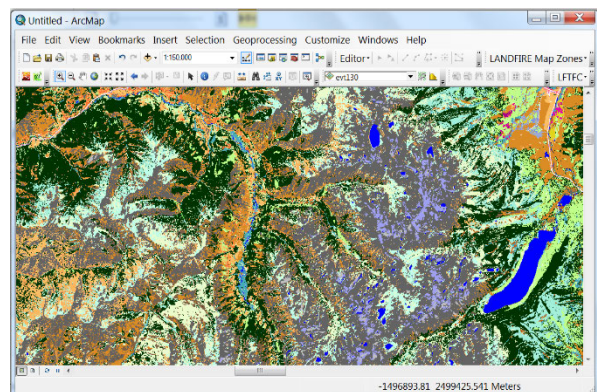 Untitled - ArcMap
File Edit View Bookmarks Insert Selection Geoprocessing Customize Windows Help
1:150,000 Editor LANDFIRE Map Zones
evt130 LFTFC
-1496893.81 2499425.541 Meters